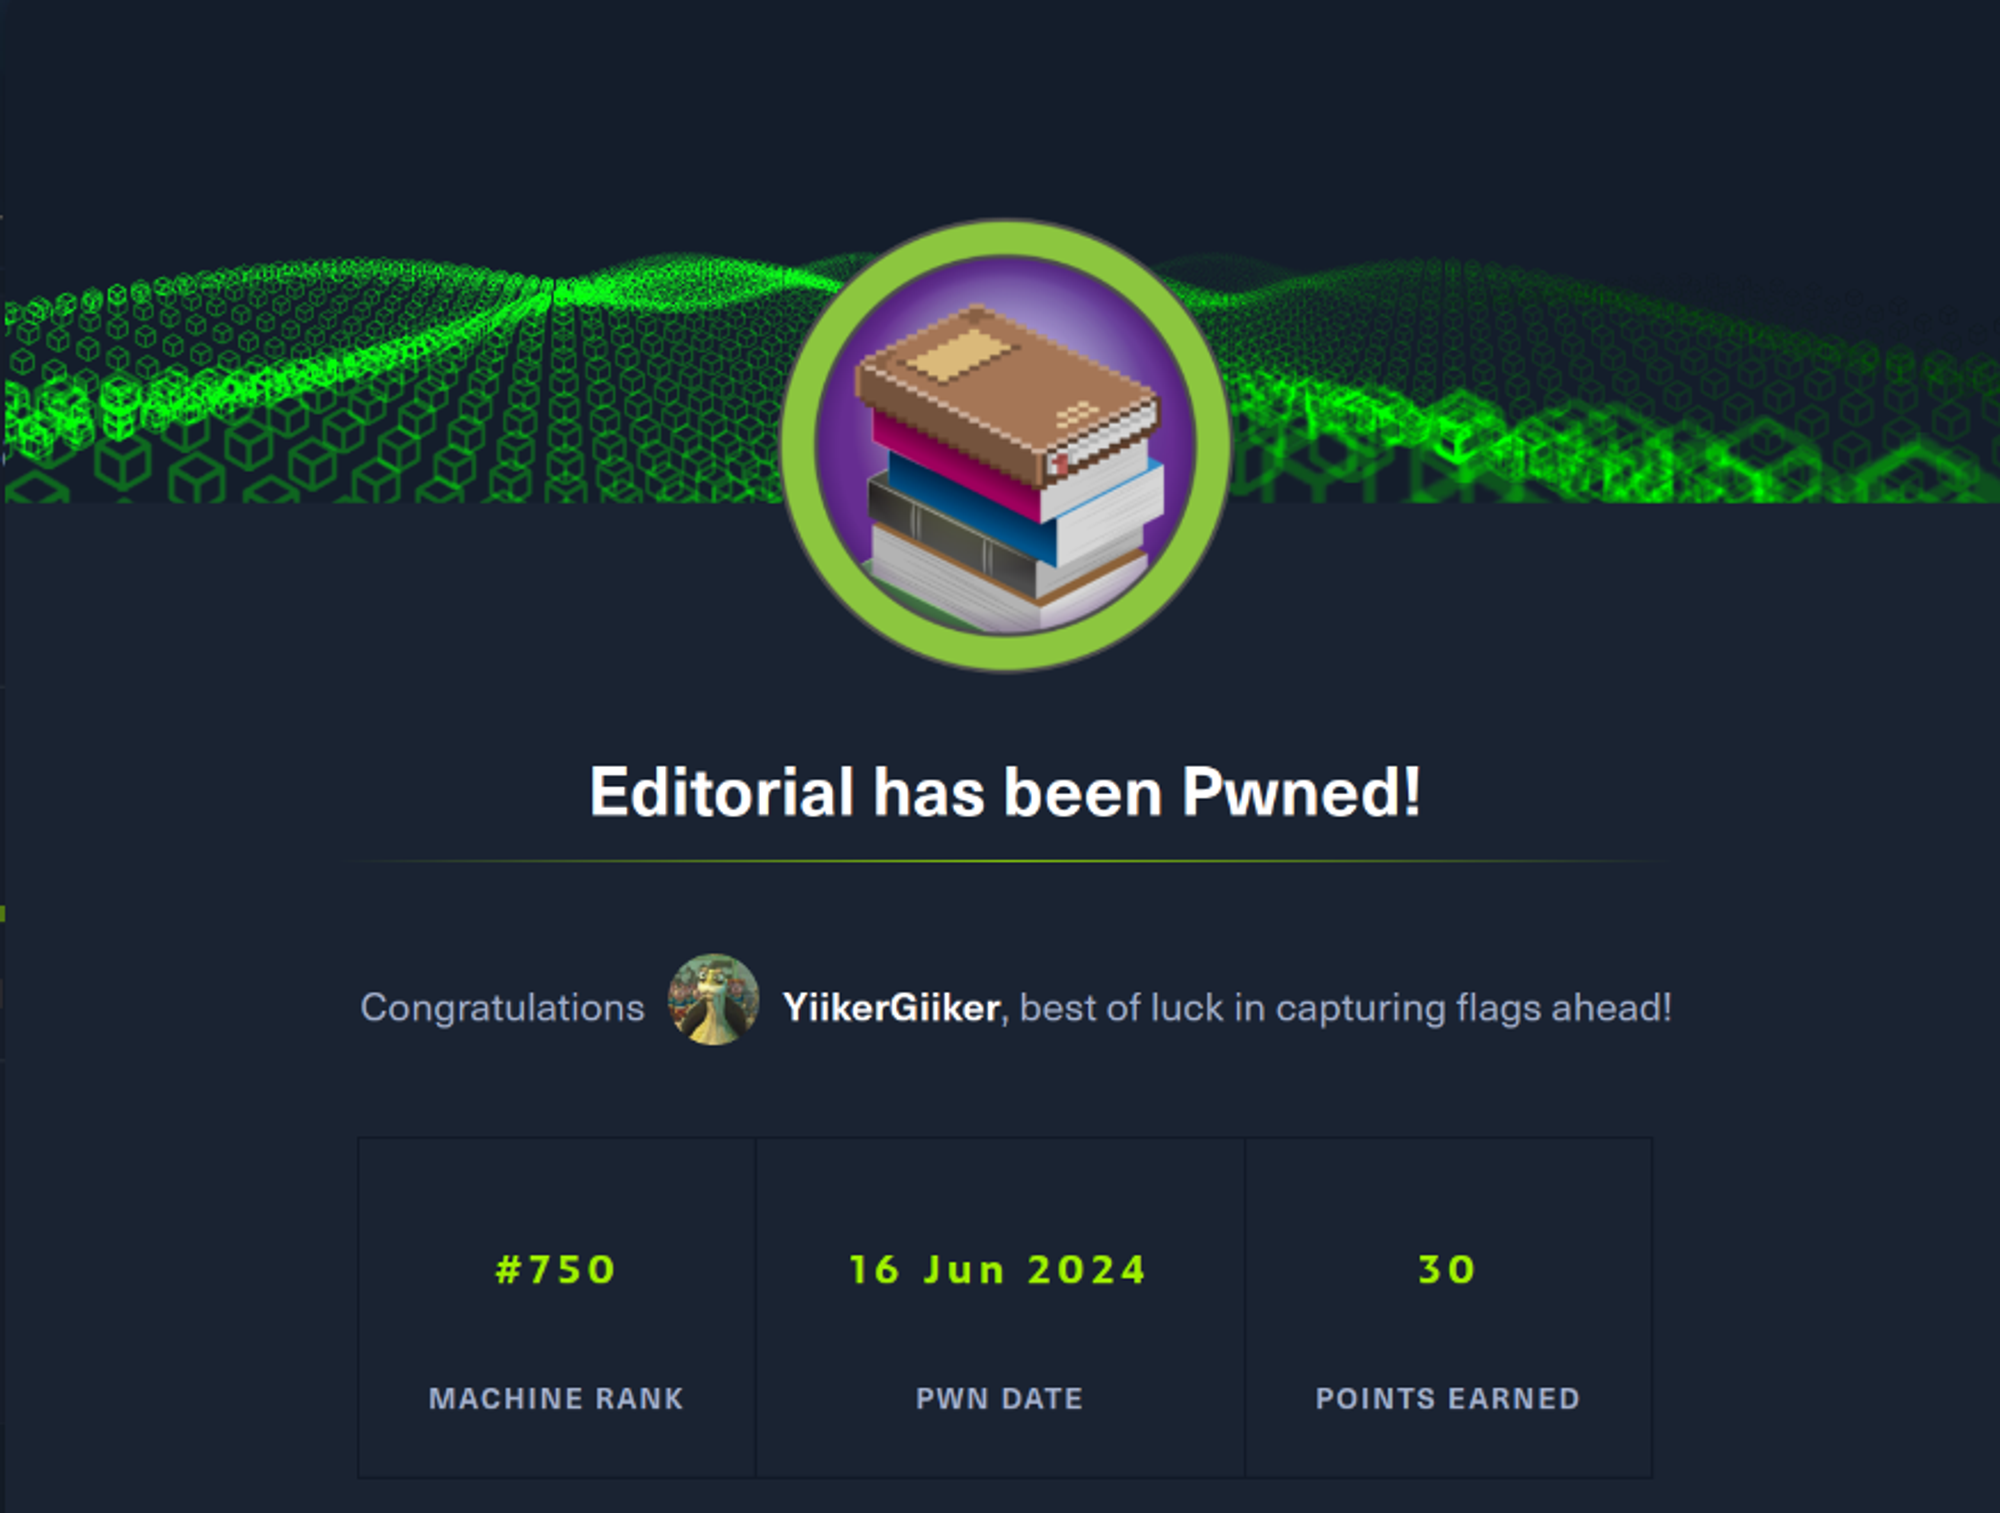 Editorial has been Pwned!
Congratulations YiikerGiiker, best of luck in capturing flags ahead!
#750 16 Jun 2024 30
MACHINE RANK PWN DATE POINTS EARNED